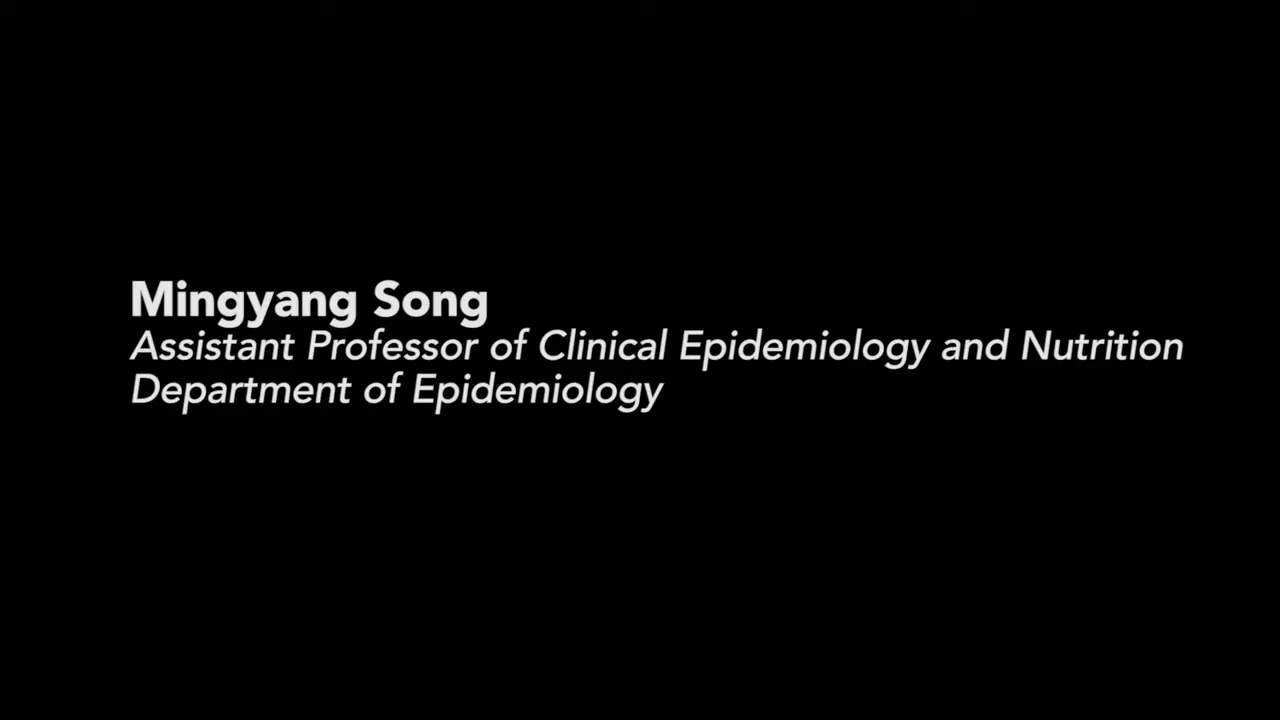 Mingyang Song
Assistant Professor of Clinical Epidemiology and Nutrition
Department of Epidemiology